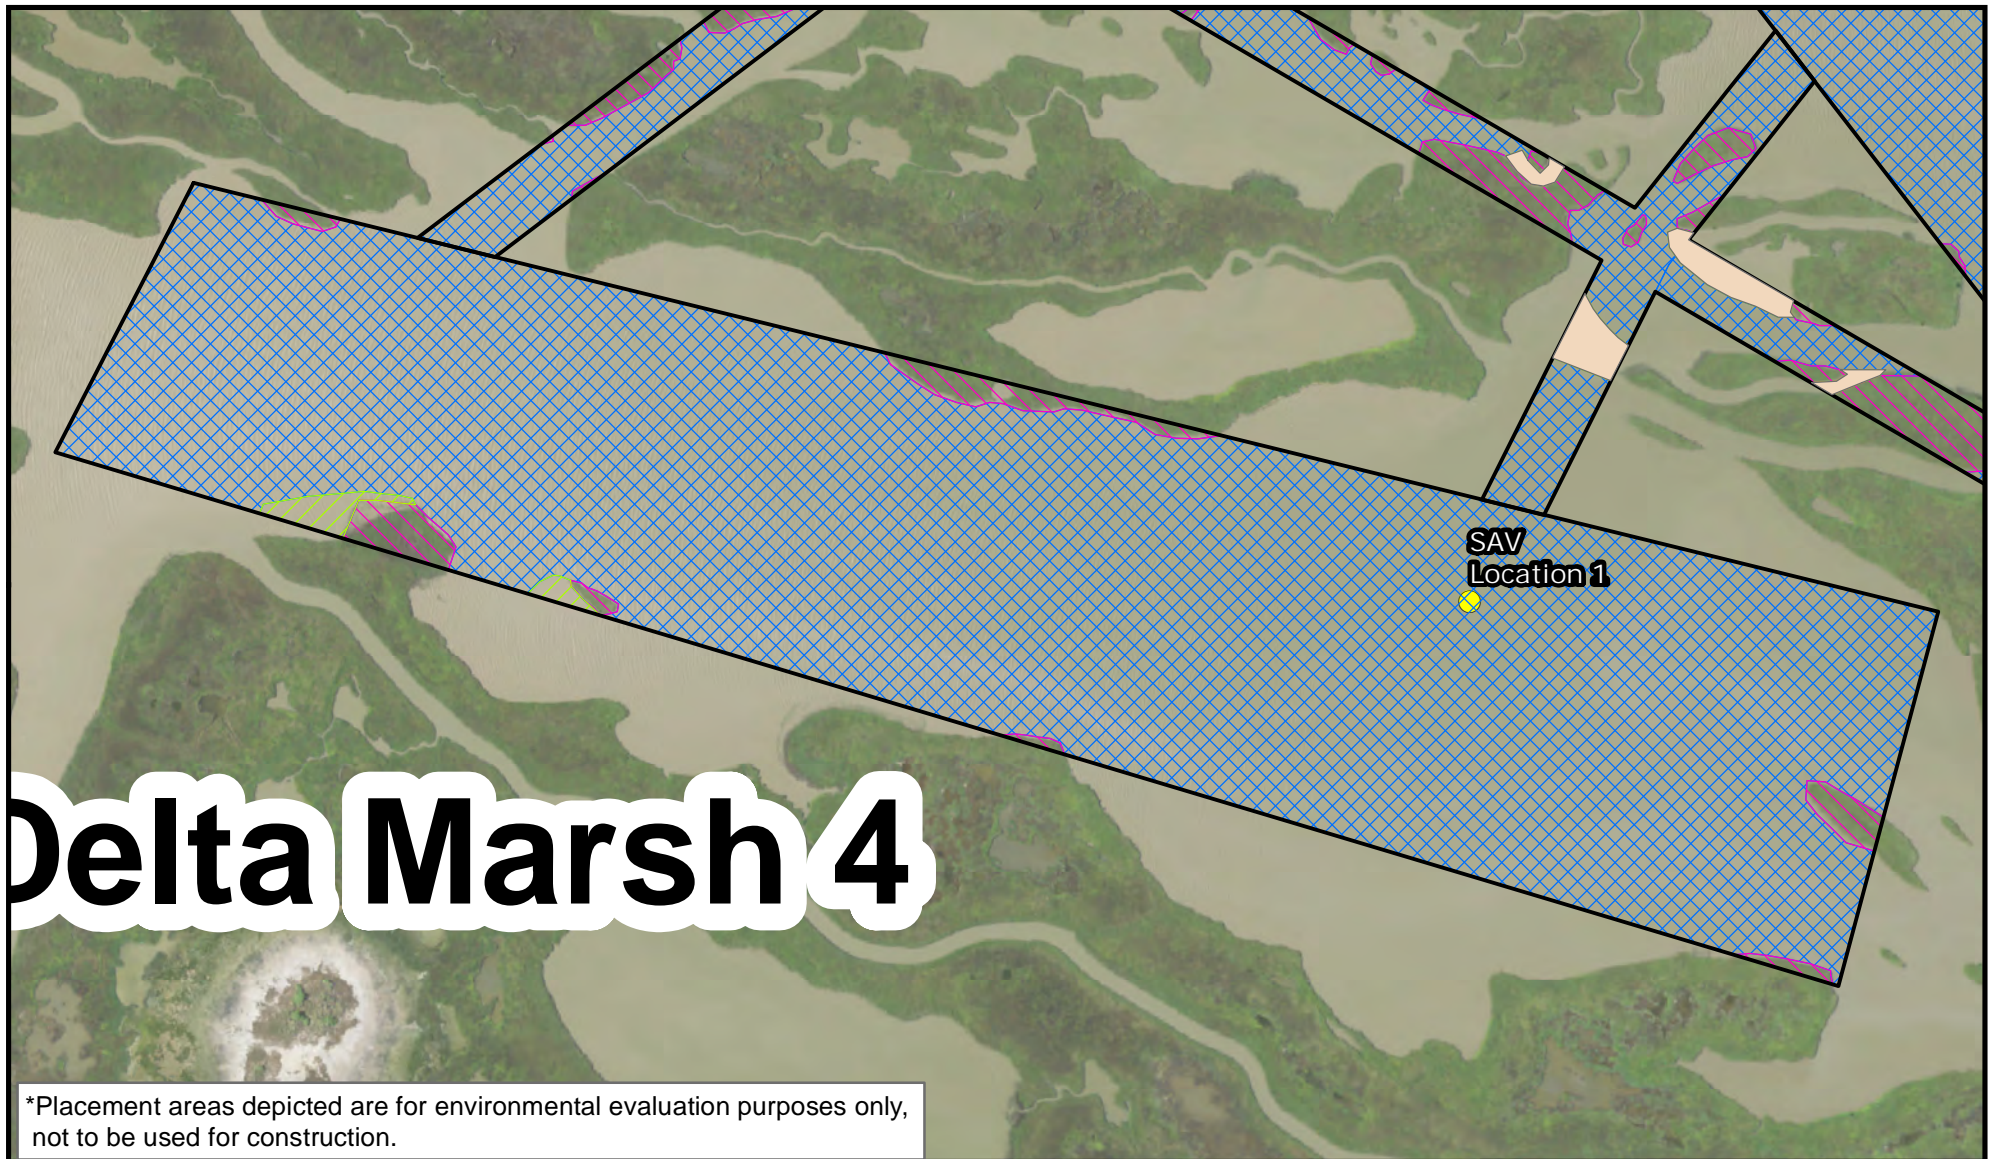 SAV
Location 1
Delta Marsh 4
*Placement areas depicted are for environmental evaluation purposes only,
not to be used for construction.